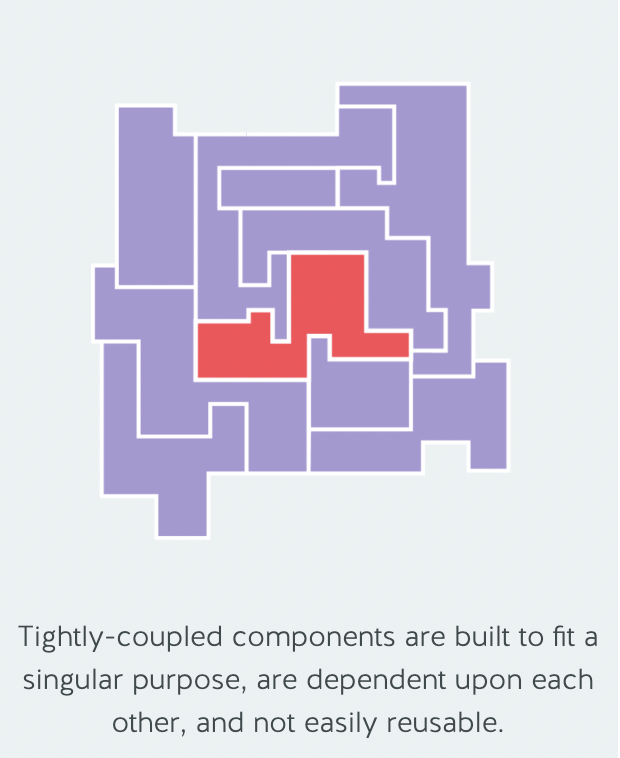 Tightly-coupled components are built to fit a
singular purpose, are dependent upon each
other, and not easily reusable.